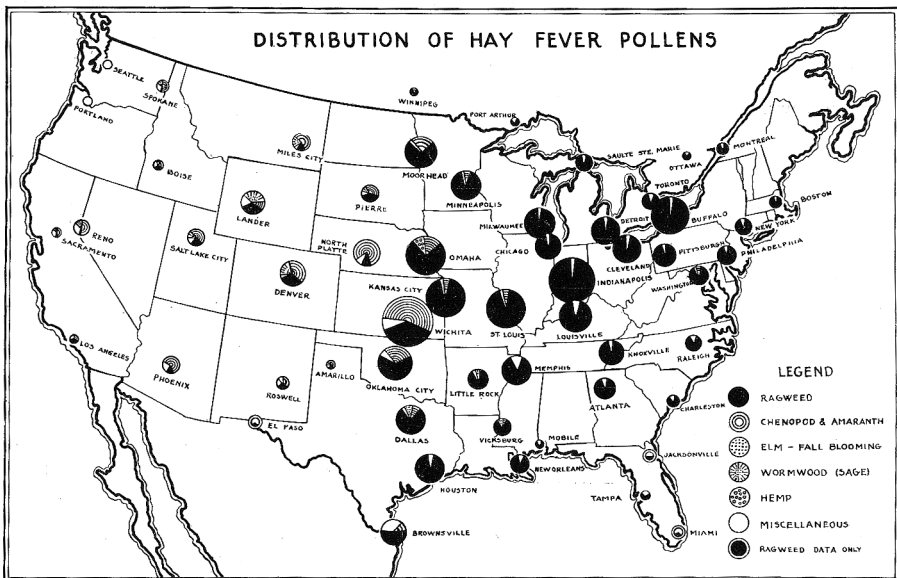 DISTRIBUTION OF HAY FEVER POLLENS
SEATTLE
SPOKANE
PORTLAND
WINNIPEG
PORT ARTHUR
MILES CITY
BOISE
MOORHEAD
SAULTE STE. MARIE
OTTAWA
MONTREAL
TORONTO
BOSTON
LANDER
PIERRE
MINNEAPOLIS
MILWAUKEE
DETROIT
BUFFALO
NEW YORK
RENO
SACRAMENTO
SALT LAKE CITY
NORTH
PLATTE
OMAHA
CHICAGO
CLEVELAND
PITTSBURGH
PHILADELPHIA
DENVER
KANSAS CITY
INDIANAPOLIS
WASHINGTON
WICHITA
ST. LOUIS
LOUISVILLE
LOS ANGELES
PHOENIX
ROSWELL
AMARILLO
OKLAHOMA CITY
LITTLE ROCK
MEMPHIS
KNOXVILLE
RALEIGH
EL PASO
DALLAS
VICKSBURG
ATLANTA
CHARLESTON
MOBILE
JACKSONVILLE
HOUSTON
NEW ORLEANS
TAMPA
BROWNSVILLE
MIAMI
LEGEND
RAGWEED
CHENOPOD & AMARANTH
ELM - FALL BLOOMING
WORMWOOD (SAGE)
HEMP
MISCELLANEOUS
RAGWEED DATA ONLY